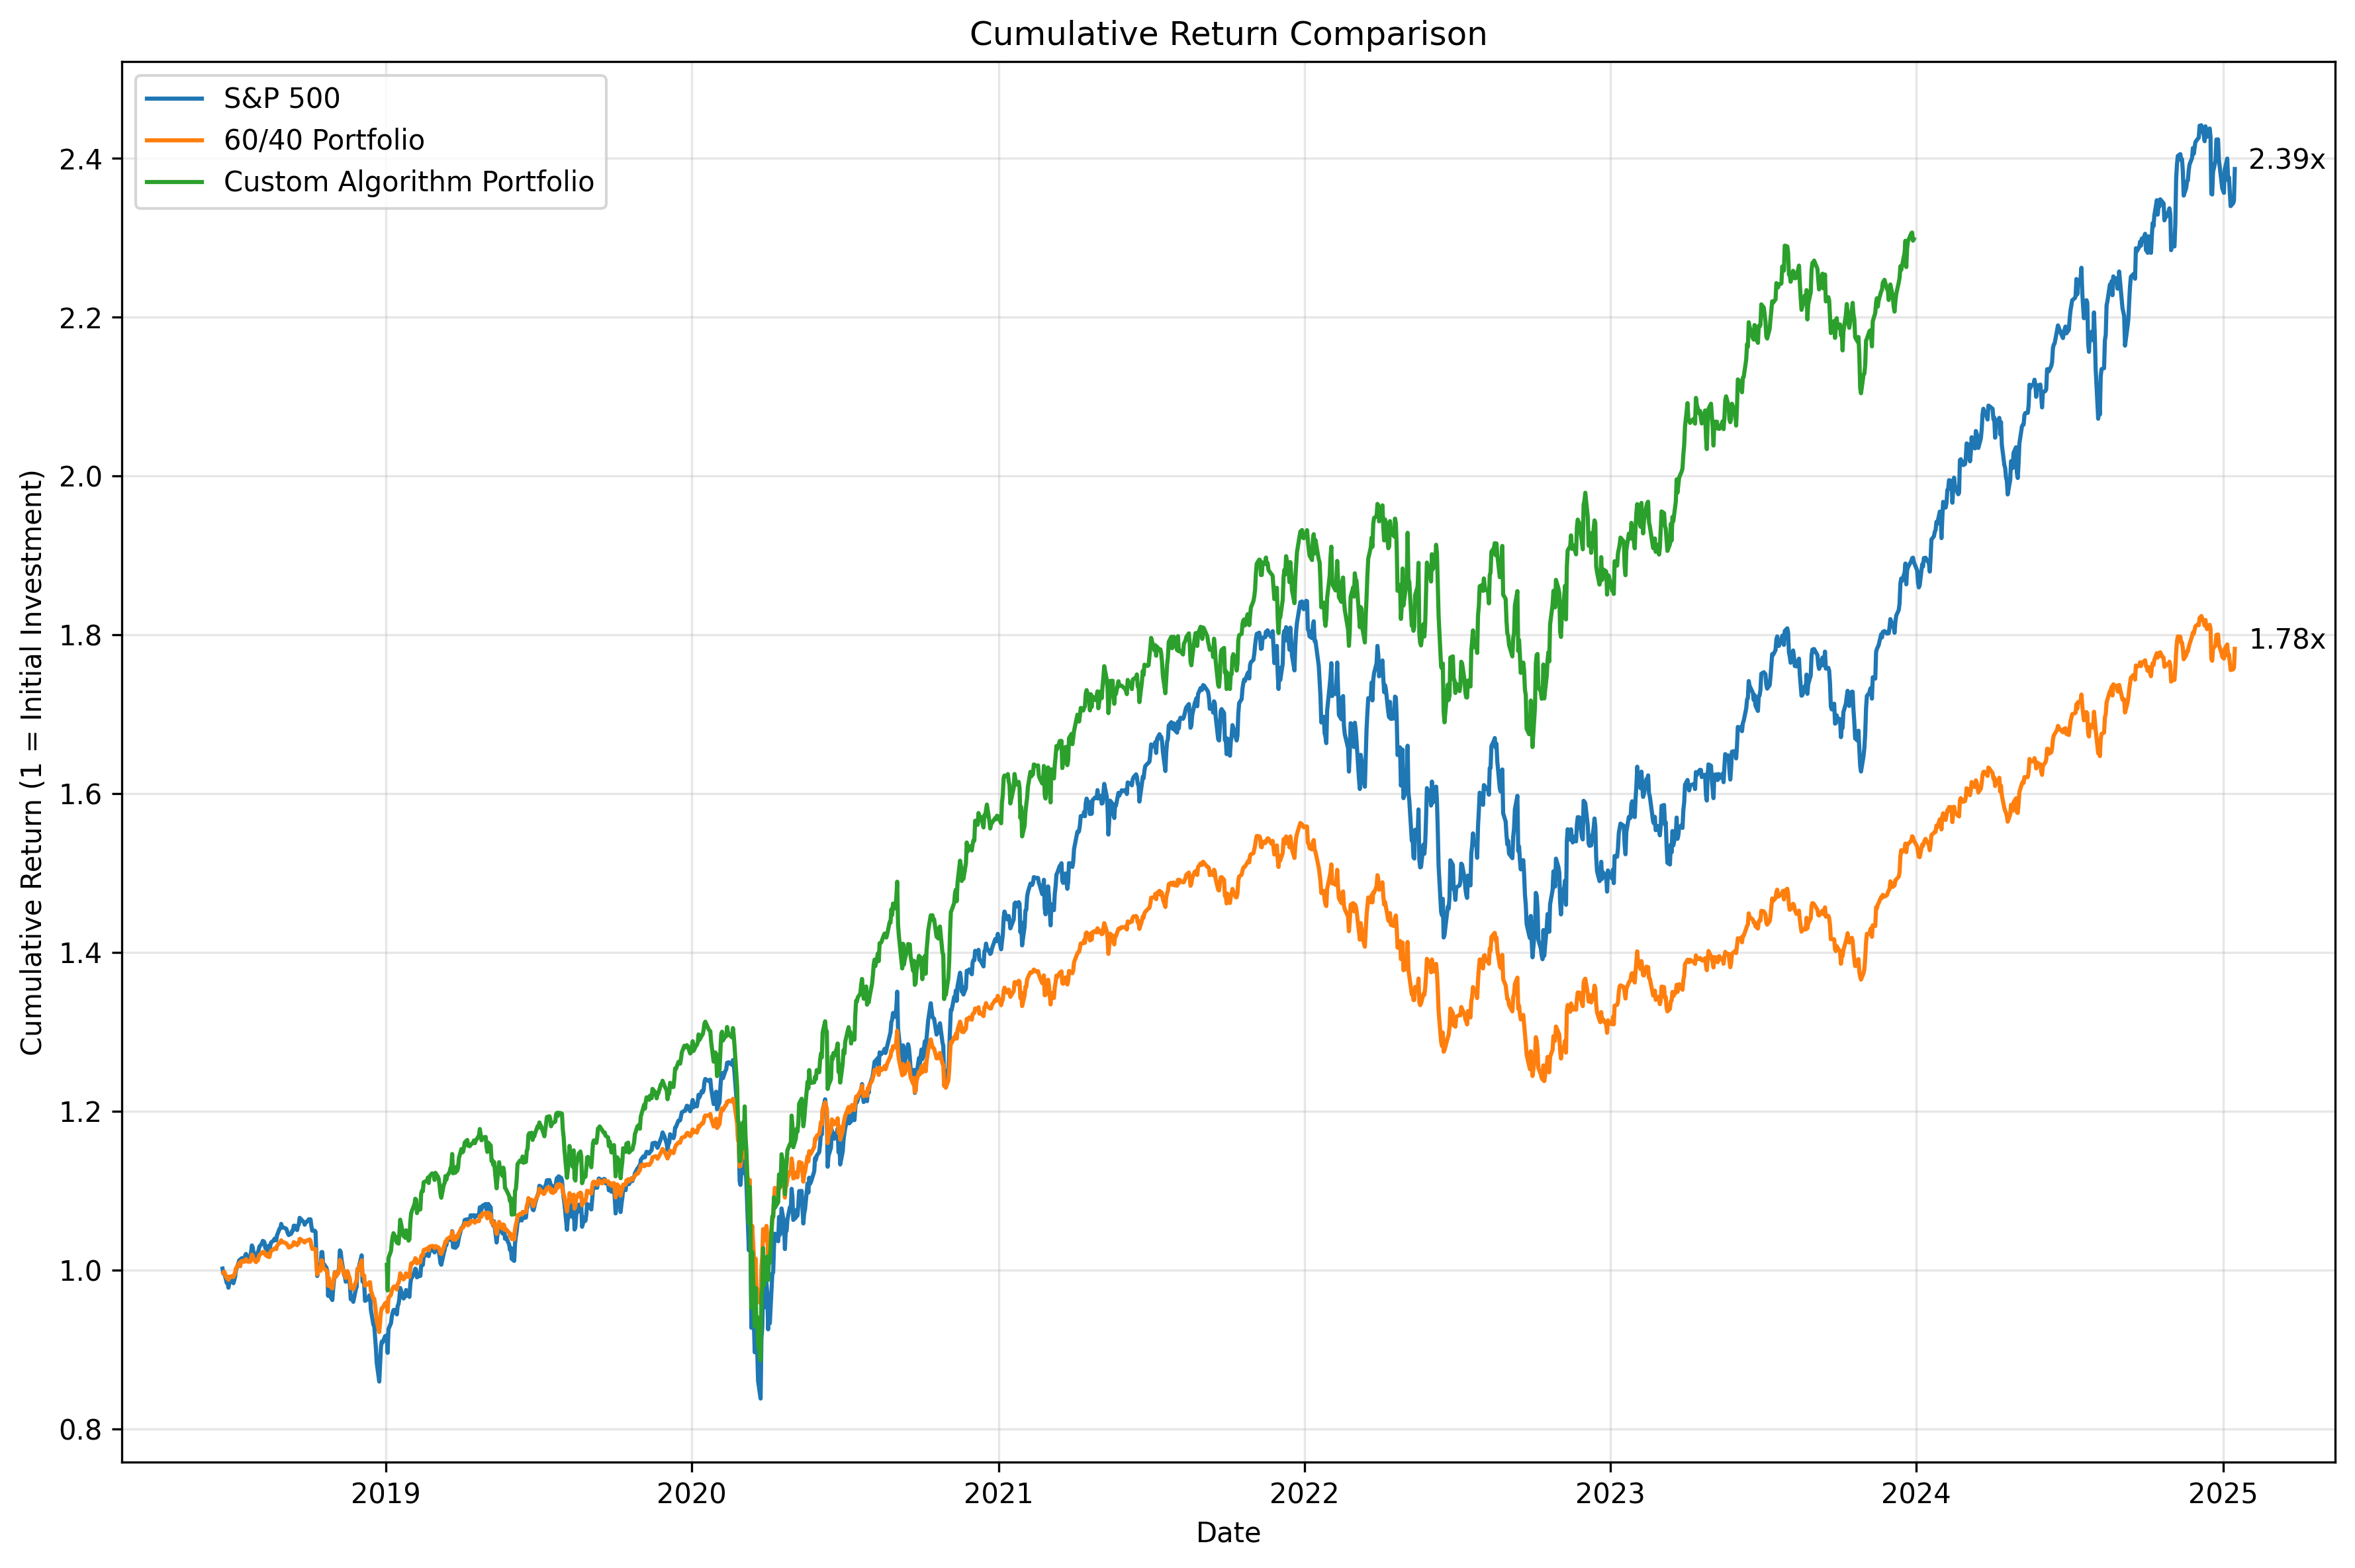 Cumulative Return Comparison
S&P 500
60/40 Portfolio
Custom Algorithm Portfolio
Cumulative Return (1 = Initial Investment)
2.4
2.2
2.0
1.8
1.6
1.4
1.2
1.0
0.8
2.39x
1.78x
2019 2020 2021 2022 2023 2024 2025
Date